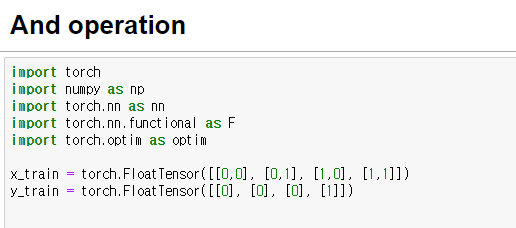 And operation
import torch
import numpy as np
import torch.nn as nn
import torch.nn.functional as F
import torch.optim as optim
x_train = torch.FloatTensor([[0,0], [0,1], [1,0], [1,1]])
y_train = torch.FloatTensor([[0], [0], [0], [1]])